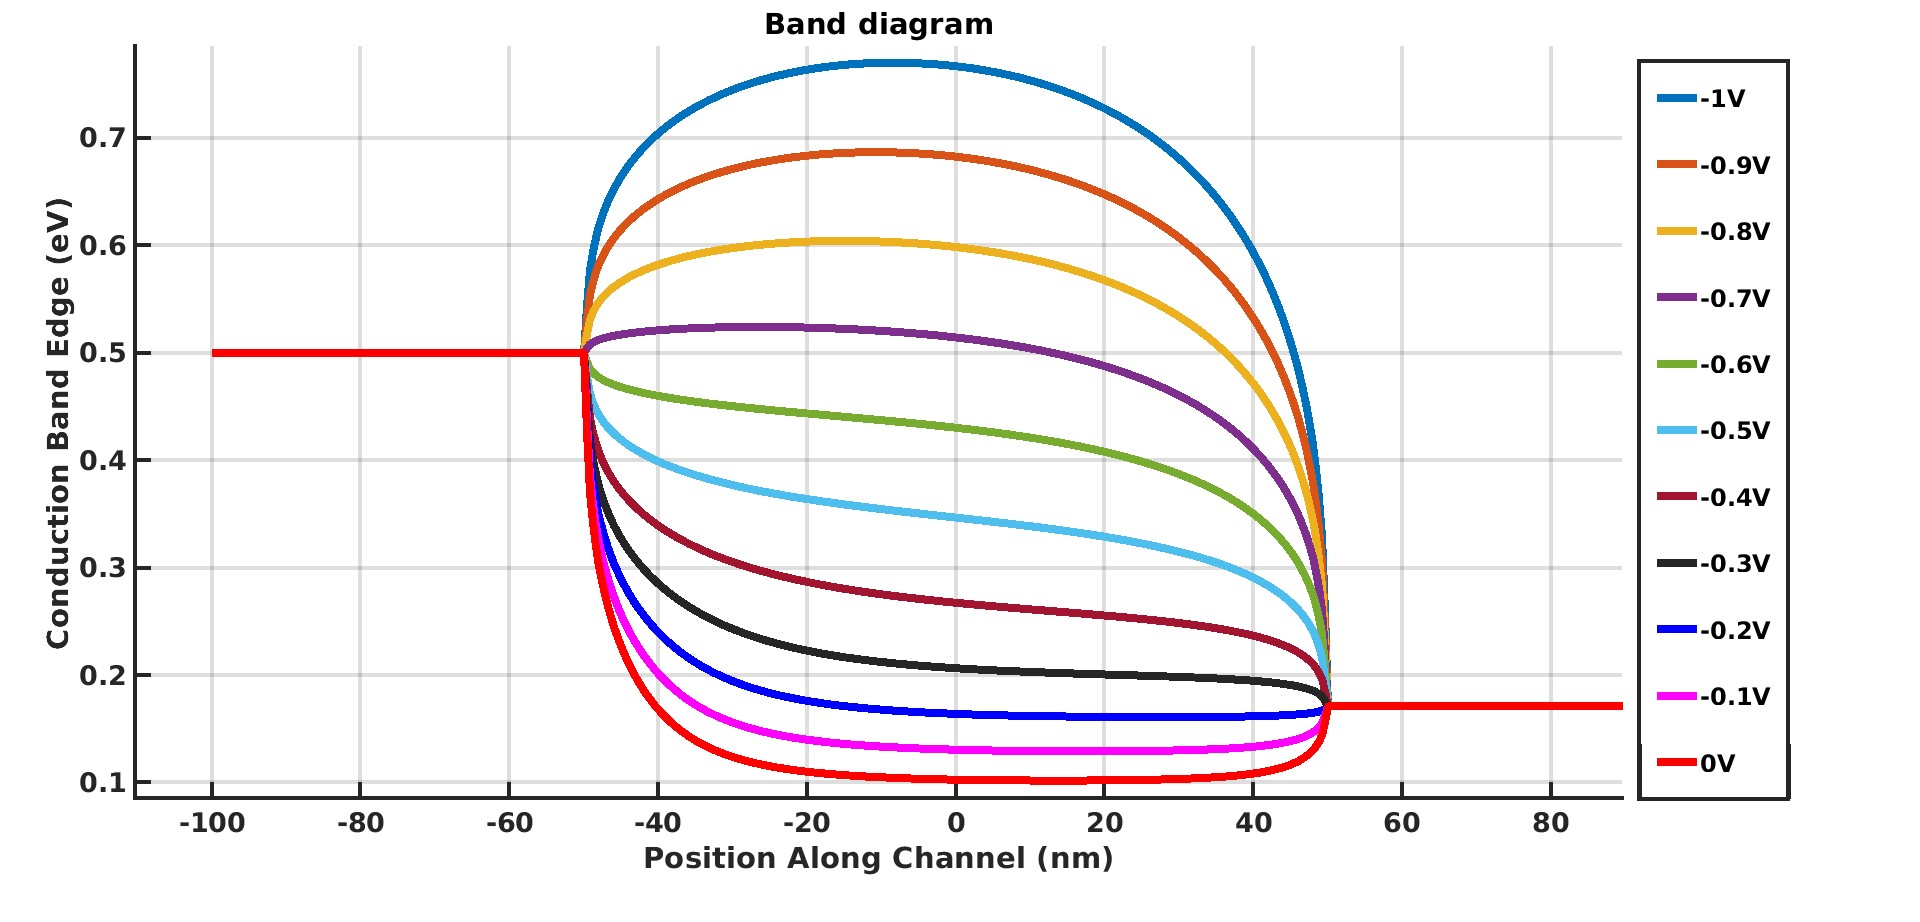 Band diagram
Conduction Band Edge (eV)
0.7
0.6
0.5
0.4
0.3
0.2
0.1
-100 -80 -60 -40 -20 0 20 40 60 80
Position Along Channel (nm)
-1V
-0.9V
-0.8V
-0.7V
-0.6V
-0.5V
-0.4V
-0.3V
-0.2V
-0.1V
0V